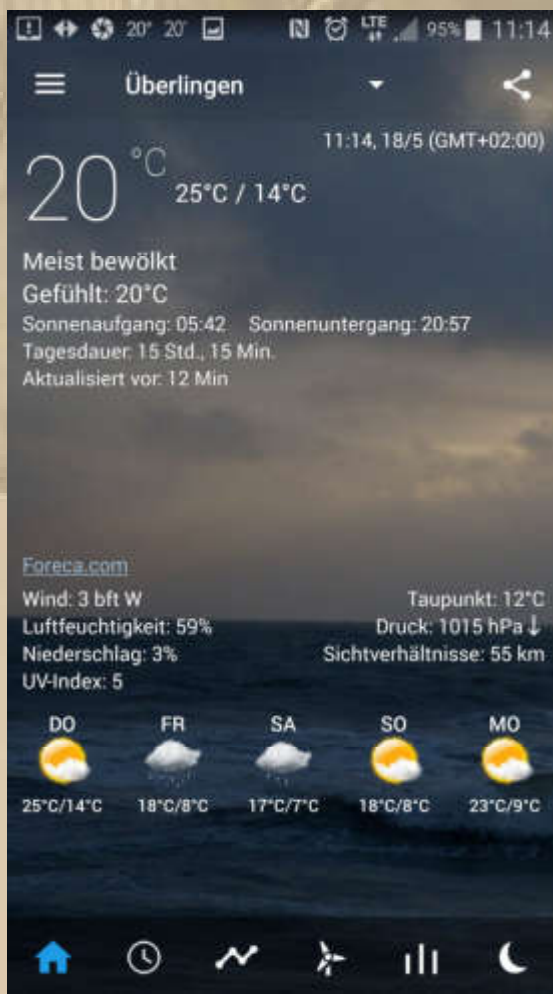 20° 20° LTE 95% 11:14
Überlingen
11:14, 18/5 (GMT+02:00)
20 °C 25°C / 14°C
Meist bewölkt
Gefühlt: 20°C
Sonnenaufgang: 05:42 Sonnenuntergang: 20:57
Tagesdauer: 15 Std., 15 Min.
Aktualisiert vor: 12 Min
Foreca.com
Wind: 3 bft W Taupunkt: 12°C
Luftfeuchtigkeit: 59% Druck: 1015 hPa ↓
Niederschlag: 3% Sichtverhältnisse: 55 km
UV-Index: 5
DO FR SA SO MO
25°C/14°C 18°C/8°C 17°C/7°C 18°C/8°C 23°C/9°C